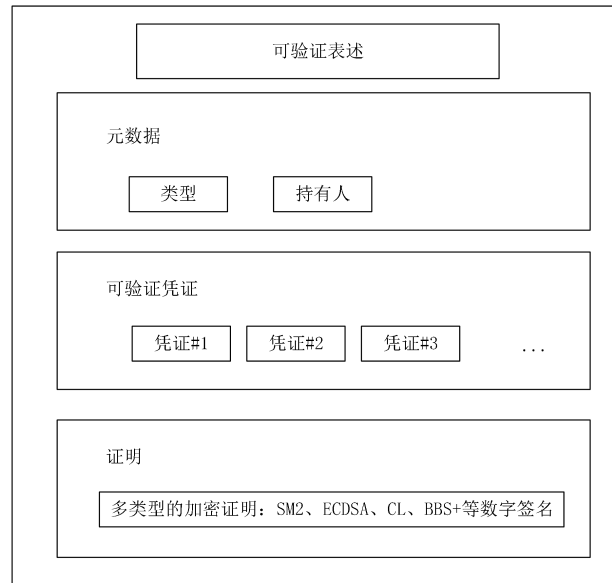 可验证表述
元数据
类型 持有人
可验证凭证
凭证#1 凭证#2 凭证#3 ...
证明
多类型的加密证明：SM2、ECDSA、CL、BBS+等数字签名